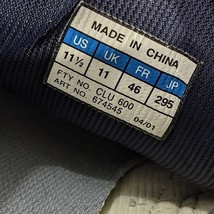 MADE IN CHINA
US UK FR JP
11½ 11 46 295
FTY NO. CLU 600
ART NO. 674545
04/01